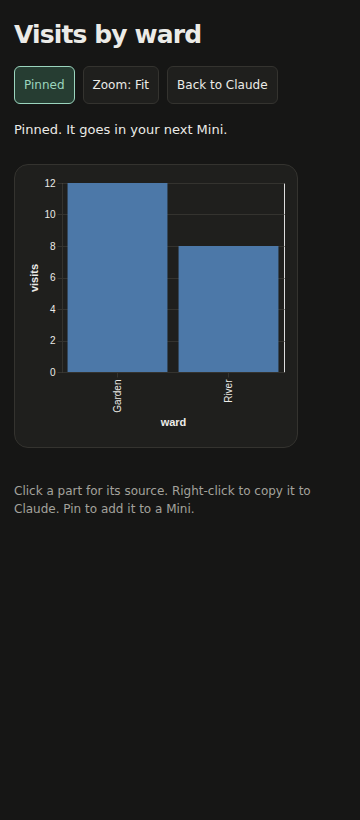 Visits by ward
Pinned
Zoom: Fit
Back to Claude
Pinned. It goes in your next Mini.
12
10
8
6
4
2
0
visits
Garden
River
ward
Click a part for its source. Right-click to copy it to
Claude. Pin to add it to a Mini.